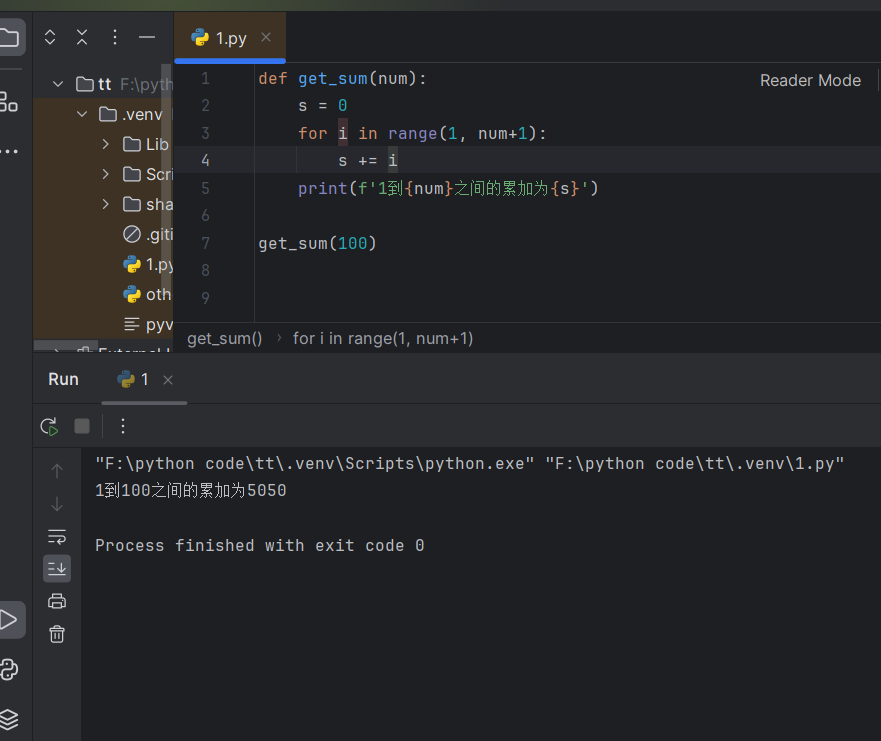 1.py
Reader Mode
tt F:\pyth
.venv
Lib
Scri
sha
.giti
1.py
oth
pyv
1 def get_sum(num):
2 s = 0
3 for i in range(1, num+1):
4 s += i
5 print(f'1到{num}之间的累加为{s}')
6
7 get_sum(100)
8
9
get_sum() › for i in range(1, num+1)
Run 1
"F:\python code\tt\.venv\Scripts\python.exe" "F:\python code\tt\.venv\1.py"
1到100之间的累加为5050
Process finished with exit code 0